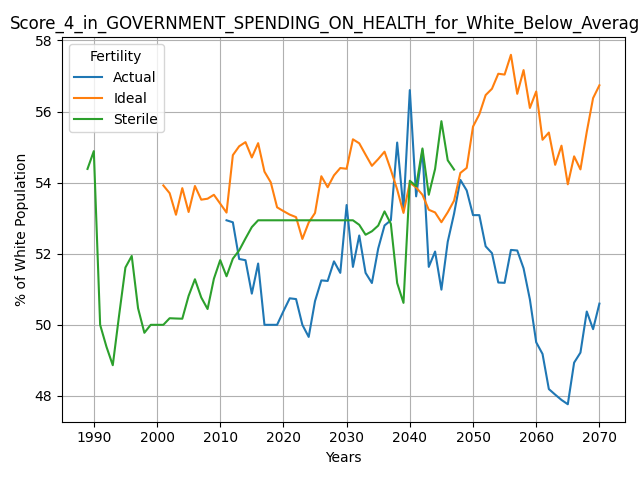 Score_4_in_GOVERNMENT_SPENDING_ON_HEALTH_for_White_Below_Averag
Fertility
Actual
Ideal
Sterile
% of White Population
58
56
54
52
50
48
1990 2000 2010 2020 2030 2040 2050 2060 2070
Years